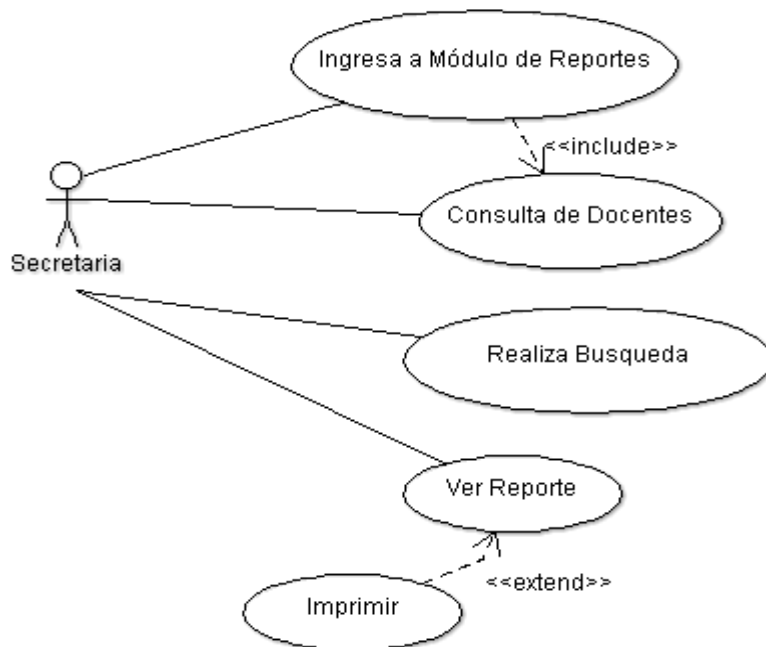 Ingresa a Módulo de Reportes
<<include>>
Consulta de Docentes
Secretaria
Realiza Busqueda
Ver Reporte
<<extend>>
Imprimir